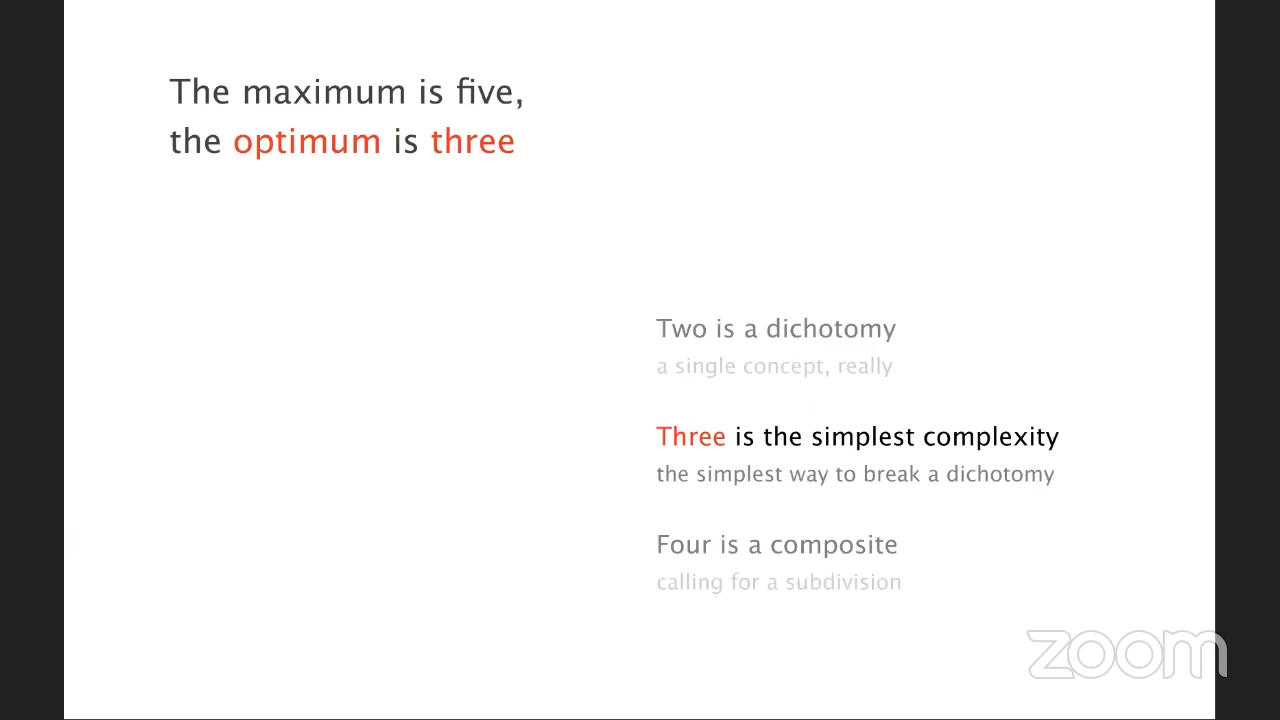 The maximum is five,
the optimum is three
Two is a dichotomy
a single concept, really
Three is the simplest complexity
the simplest way to break a dichotomy
Four is a composite
calling for a subdivision
zoom